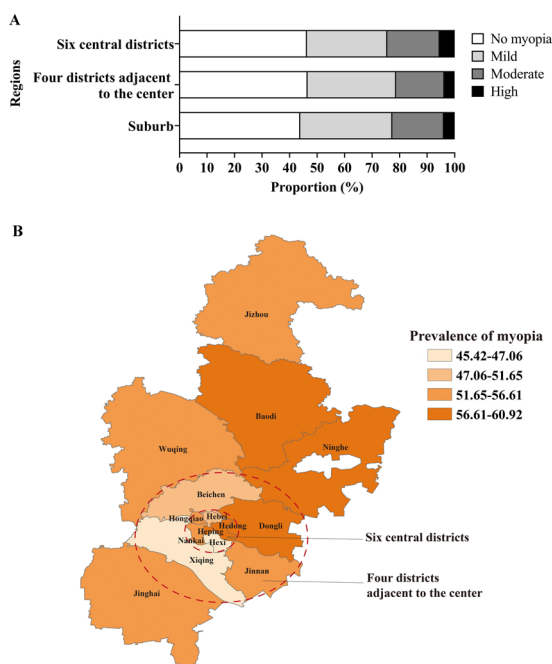 A
Regions
Six central districts
Four districts adjacent
to the center
Suburb
No myopia
Mild
Moderate
High
0 10 20 30 40 50 60 70 80 90 100
Proportion (%)
B
Jizhou
Prevalence of myopia
45.42-47.06
47.06-51.65
51.65-56.61
56.61-60.92
Baodi
Ninghe
Wuqing
Beichen
Hongqiao Hebei
Hedong Dongli
Heping
Nankai Hexi
Six central districts
Xiqing
Jinnan
Four districts
adjacent to the center
Jinghai